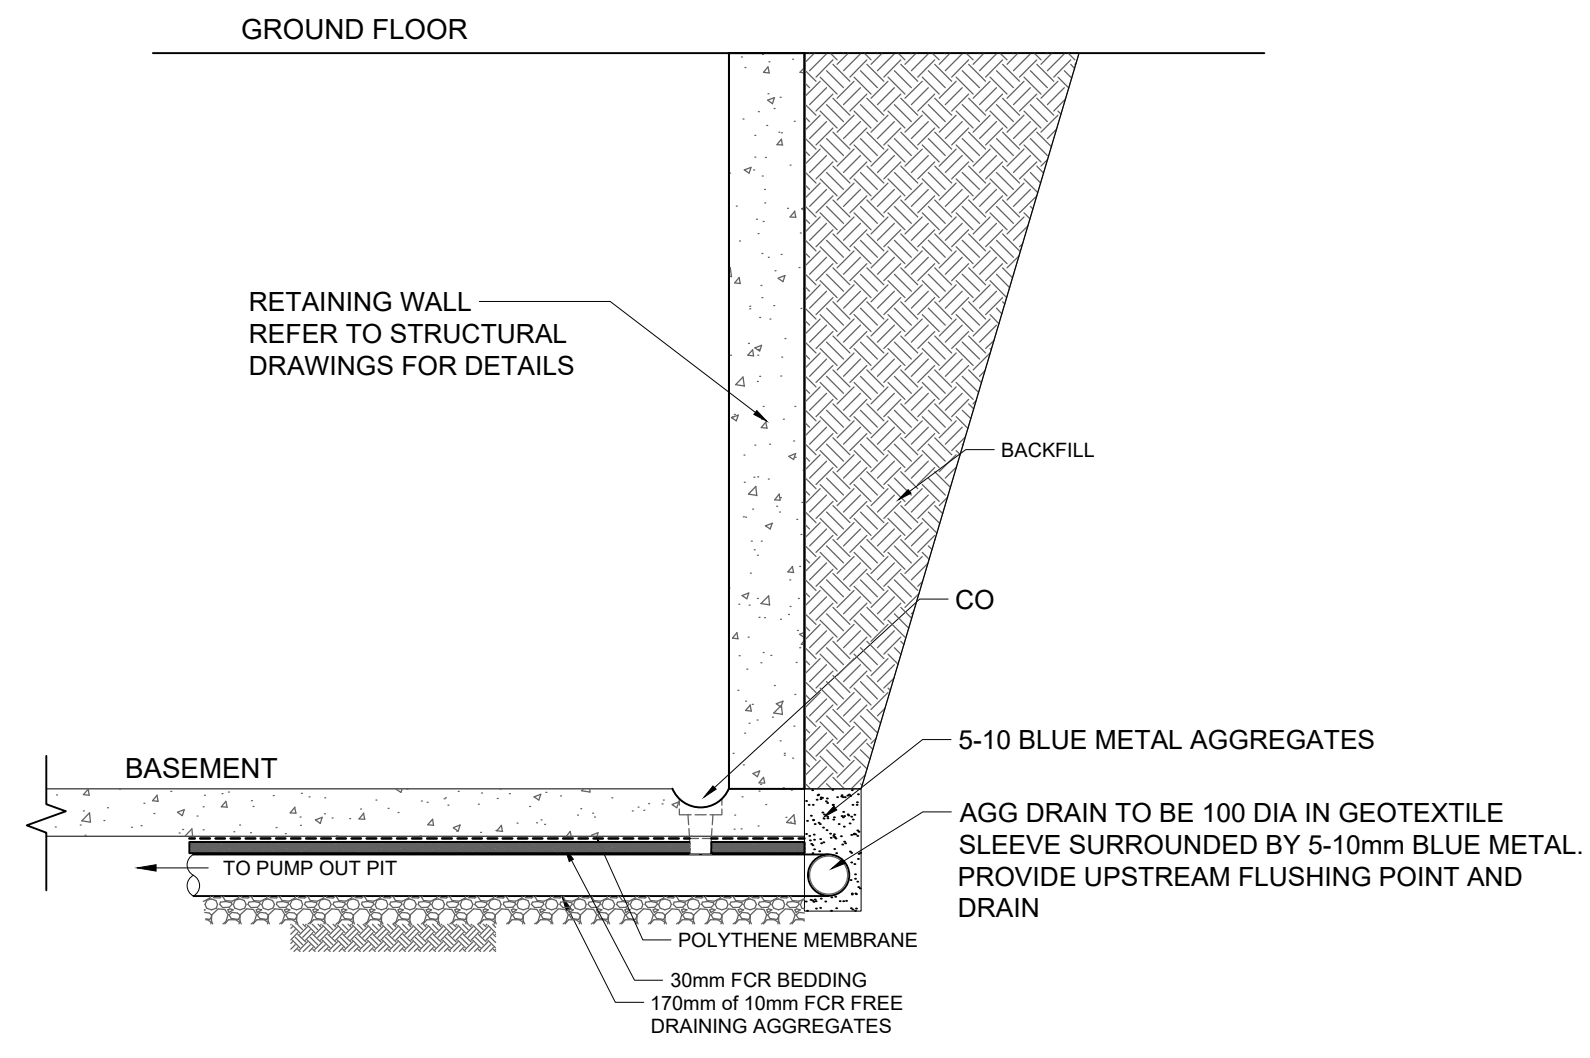 GROUND FLOOR
RETAINING WALL
REFER TO STRUCTURAL
DRAWINGS FOR DETAILS
BACKFILL
CO
5-10 BLUE METAL AGGREGATES
BASEMENT
AGG DRAIN TO BE 100 DIA IN GEOTEXTILE
SLEEVE SURROUNDED BY 5-10mm BLUE METAL.
PROVIDE UPSTREAM FLUSHING POINT AND
DRAIN
TO PUMP OUT PIT
POLYTHENE MEMBRANE
30mm FCR BEDDING
170mm of 10mm FCR FREE
DRAINING AGGREGATES